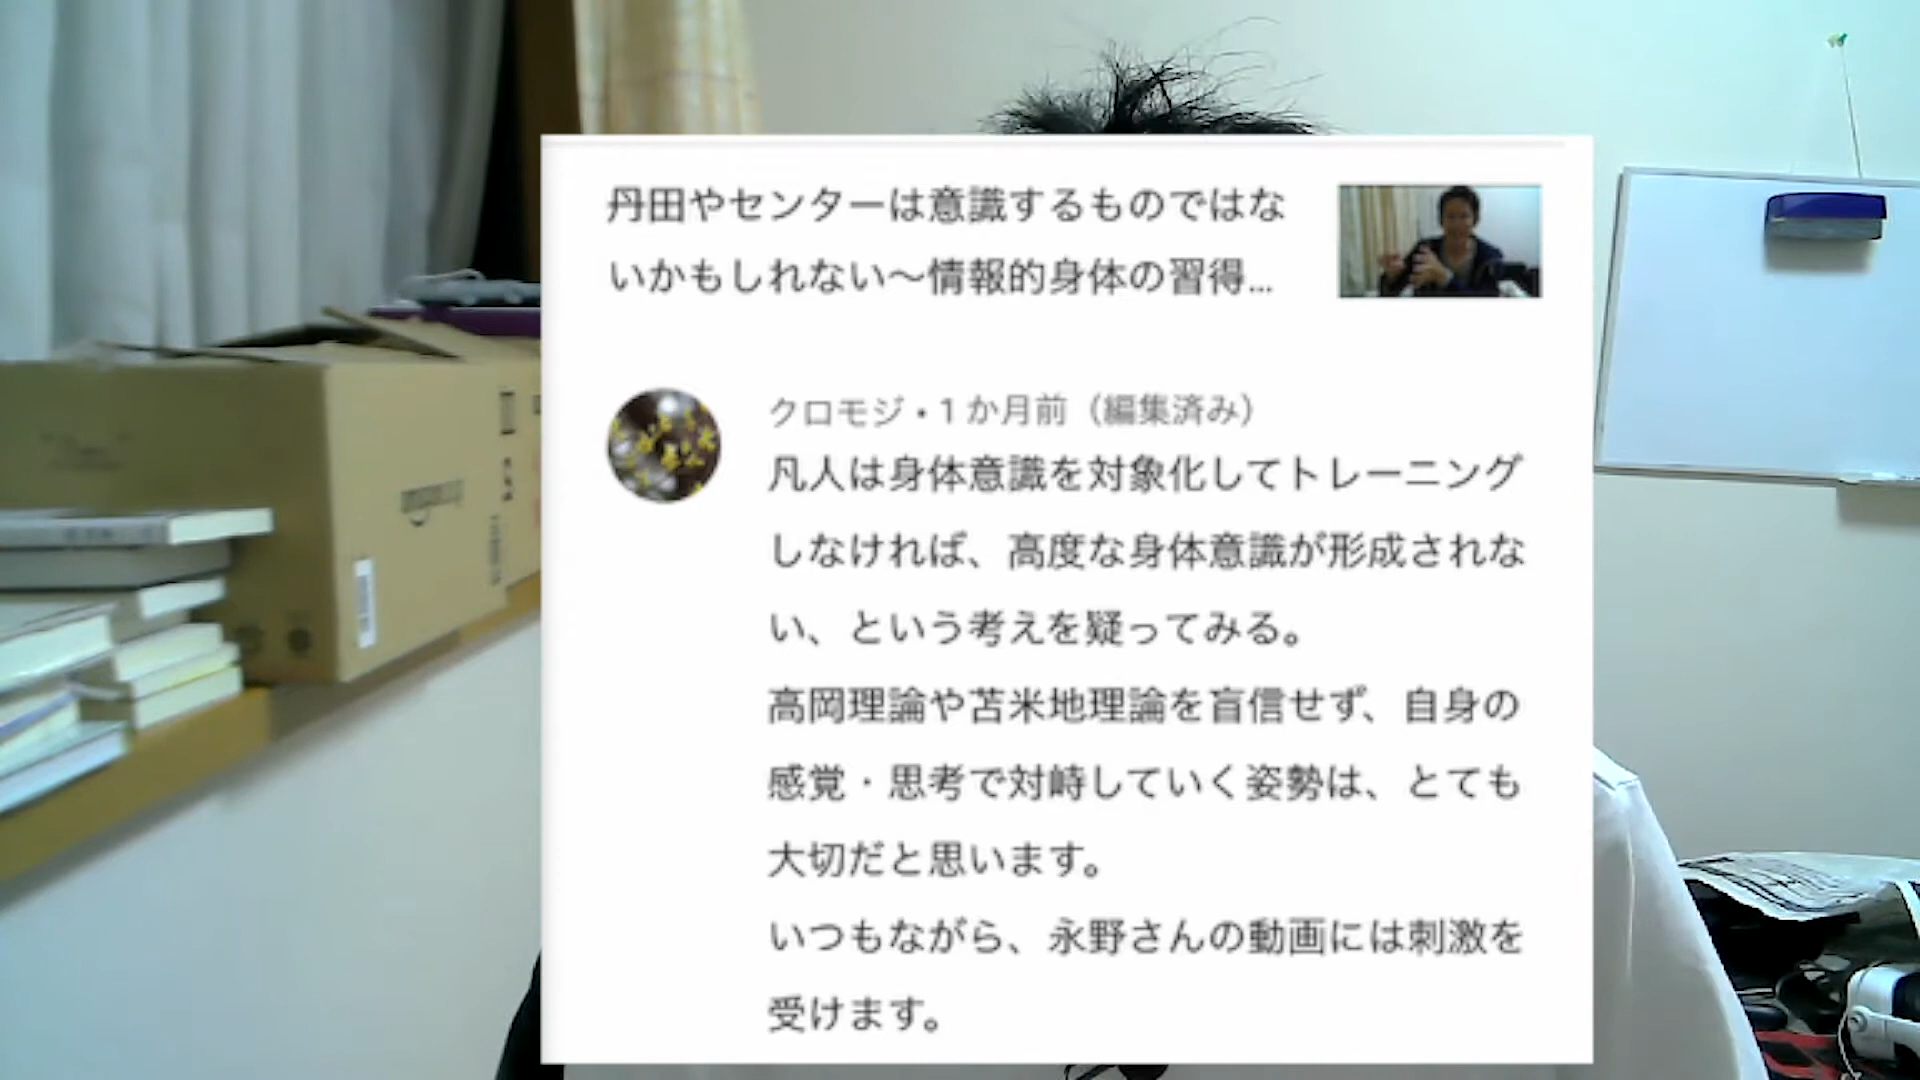 丹田やセンターは意識するものではな
いかもしれない〜情報的身体の習得...
クロモジ・1か月前（編集済み）
凡人は身体意識を対象化してトレーニング
しなければ、高度な身体意識が形成されな
い、という考えを疑ってみる。
高岡理論や苫米地理論を盲信せず、自身の
感覚・思考で対峙していく姿勢は、とても
大切だと思います。
いつもながら、永野さんの動画には刺激を
受けます。